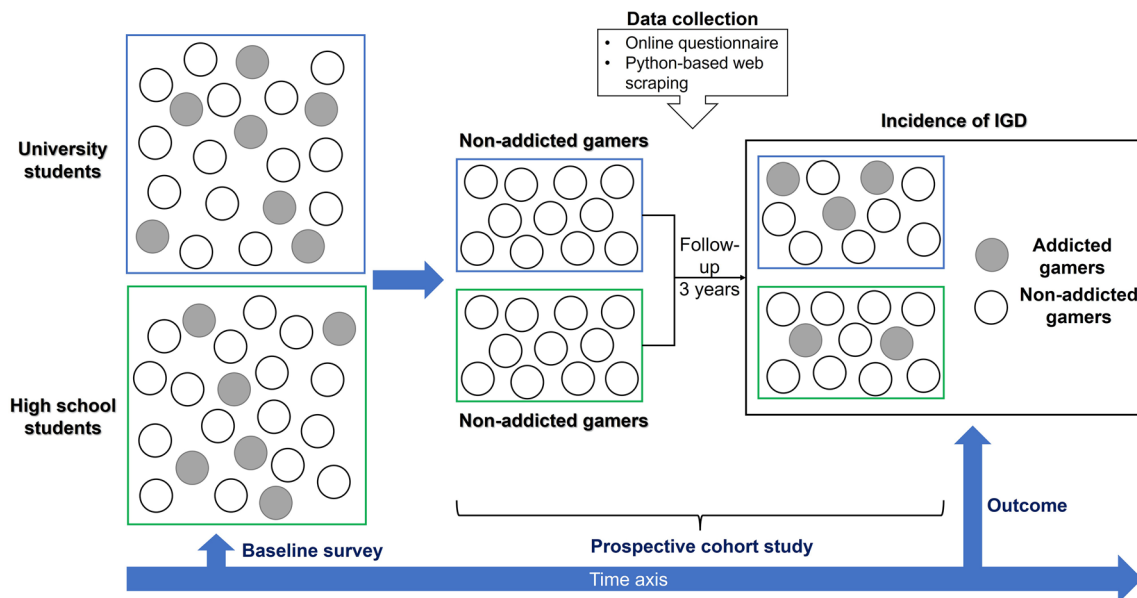 Data collection
• Online questionnaire
• Python-based web
scraping
University
students
Non-addicted gamers
Incidence of IGD
Follow-
up
3 years
Addicted
gamers
Non-addicted
gamers
High school
students
Non-addicted gamers
Baseline survey
Prospective cohort study
Outcome
Time axis